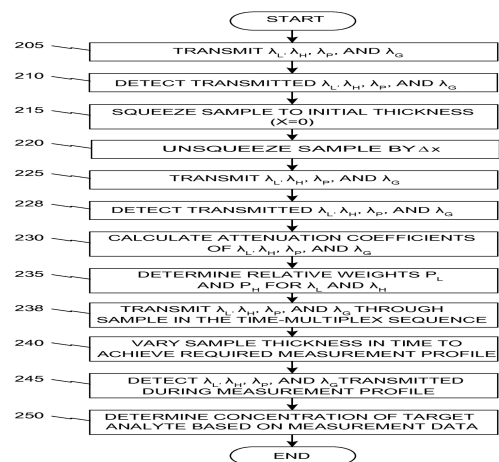 START
205 TRANSMIT λL, λH, λP, AND λG
210 DETECT TRANSMITTED λL, λH, λP, AND λG
215 SQUEEZE SAMPLE TO INITIAL THICKNESS
(X=0)
220 UNSQUEEZE SAMPLE BY Δx
225 TRANSMIT λL, λH, λP, AND λG
228 DETECT TRANSMITTED λL, λH, λP, AND λG
230 CALCULATE ATTENUATION COEFFICIENTS
OF λL, λH, λP, AND λG
235 DETERMINE RELATIVE WEIGHTS PL
AND PH FOR λL AND λH
238 TRANSMIT λL, λH, λP, AND λG THROUGH
SAMPLE IN THE TIME-MULTIPLEX SEQUENCE
240 VARY SAMPLE THICKNESS IN TIME TO
ACHIEVE REQUIRED MEASUREMENT PROFILE
245 DETECT λL, λH, λP, AND λG TRANSMITTED
DURING MEASUREMENT PROFILE
250 DETERMINE CONCENTRATION OF TARGET
ANALYTE BASED ON MEASUREMENT DATA
END